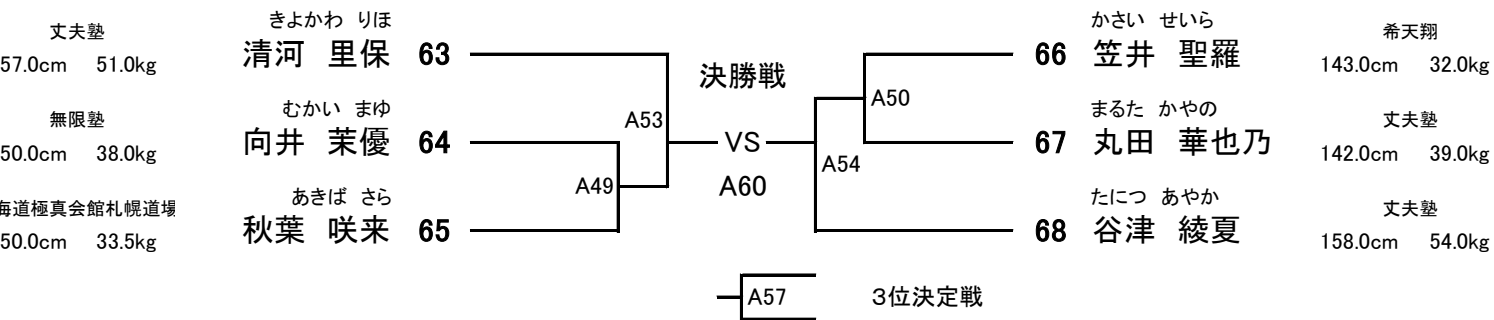 丈夫塾
57.0cm 51.0kg
きよかわ りほ
清河 里保 63
無限塾
50.0cm 38.0kg
むかい まゆ
向井 茉優 64
海道極真会館札幌道場
50.0cm 33.5kg
あきば さら
秋葉 咲来 65
A53
A49
決勝戦
VS
A60
A50
A54
かさい せいら
66 笠井 聖羅
希天翔
143.0cm 32.0kg
まるた かやの
67 丸田 華也乃
丈夫塾
142.0cm 39.0kg
たにつ あやか
68 谷津 綾夏
丈夫塾
158.0cm 54.0kg
A57 3位決定戦